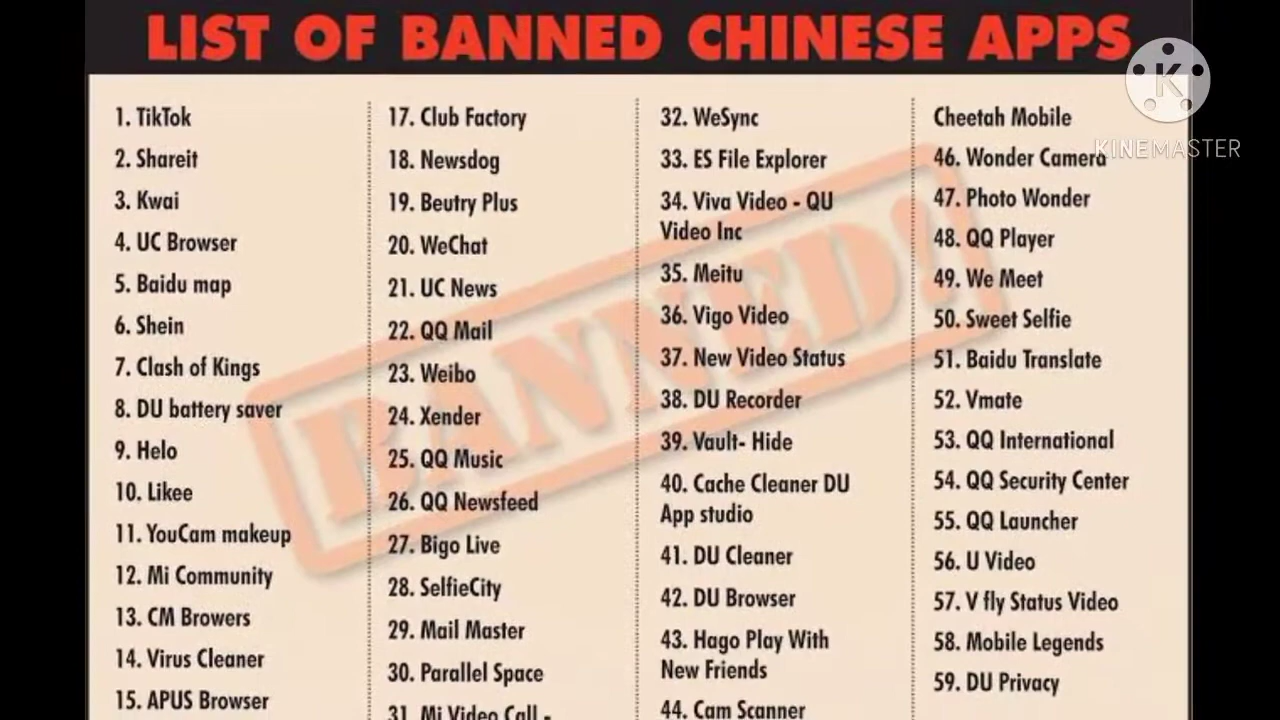 LIST OF BANNED CHINESE APPS
K
KINEMASTER
1. TikTok
2. Shareit
3. Kwai
4. UC Browser
5. Baidu map
6. Shein
7. Clash of Kings
8. DU battery saver
9. Helo
10. Likee
11. YouCam makeup
12. Mi Community
13. CM Browers
14. Virus Cleaner
15. APUS Browser
17. Club Factory
18. Newsdog
19. Beutry Plus
20. WeChat
21. UC News
22. QQ Mail
23. Weibo
24. Xender
25. QQ Music
26. QQ Newsfeed
27. Bigo Live
28. SelfieCity
29. Mail Master
30. Parallel Space
31. Mi Video Call -
32. WeSync
33. ES File Explorer
34. Viva Video - QU
Video Inc
35. Meitu
36. Vigo Video
37. New Video Status
38. DU Recorder
39. Vault- Hide
40. Cache Cleaner DU
App studio
41. DU Cleaner
42. DU Browser
43. Hago Play With
New Friends
44. Cam Scanner
Cheetah Mobile
46. Wonder Camera
47. Photo Wonder
48. QQ Player
49. We Meet
50. Sweet Selfie
51. Baidu Translate
52. Vmate
53. QQ International
54. QQ Security Center
55. QQ Launcher
56. U Video
57. V fly Status Video
58. Mobile Legends
59. DU Privacy
BANNED!